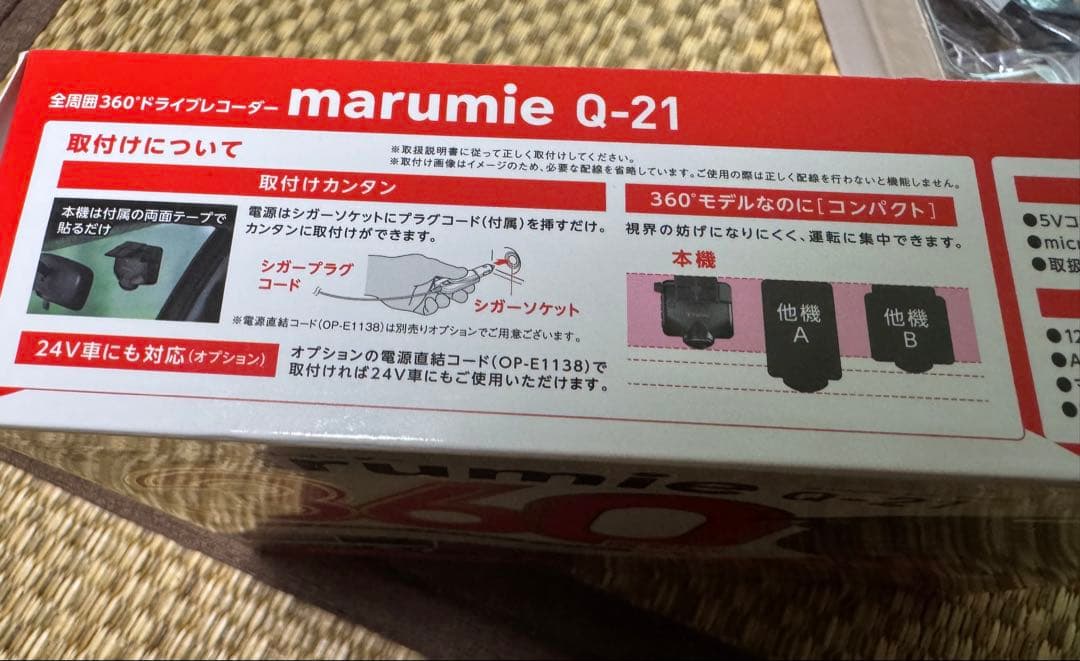 全周囲360°ドライブレコーダー marumie Q-21
取付けについて
※取扱説明書に従って正しく取付けしてください。
※取付け画像はイメージのため、必要な配線を省略しています。ご使用の際は正しく配線を行わないと機能しません。
取付けカンタン
本機は付属の両面テープで
貼るだけ
電源はシガーソケットにプラグコード(付属)を挿すだけ。
カンタンに取付けができます。
シガープラグ
コード
シガーソケット
※電源直結コード(OP-E1138)は別売りオプションでご用意ございます。
24V車にも対応(オプション)
オプションの電源直結コード(OP-E1138)で
取付ければ24V車にもご使用いただけます。
360°モデルなのに[コンパクト]
視界の妨げになりにくく、運転に集中できます。
本機
他機
A
他機
B
●5Vコ
●micr
●取扱
●12
●A
rumie Q-21
360